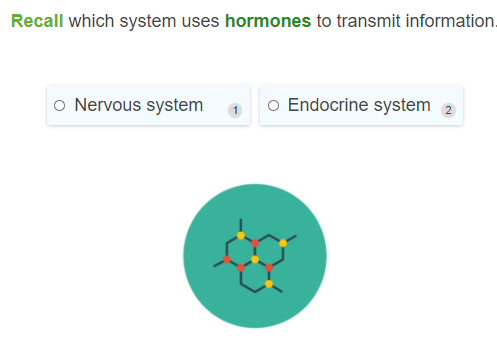 Recall which system uses hormones to transmit information.
Nervous system 1 Endocrine system 2